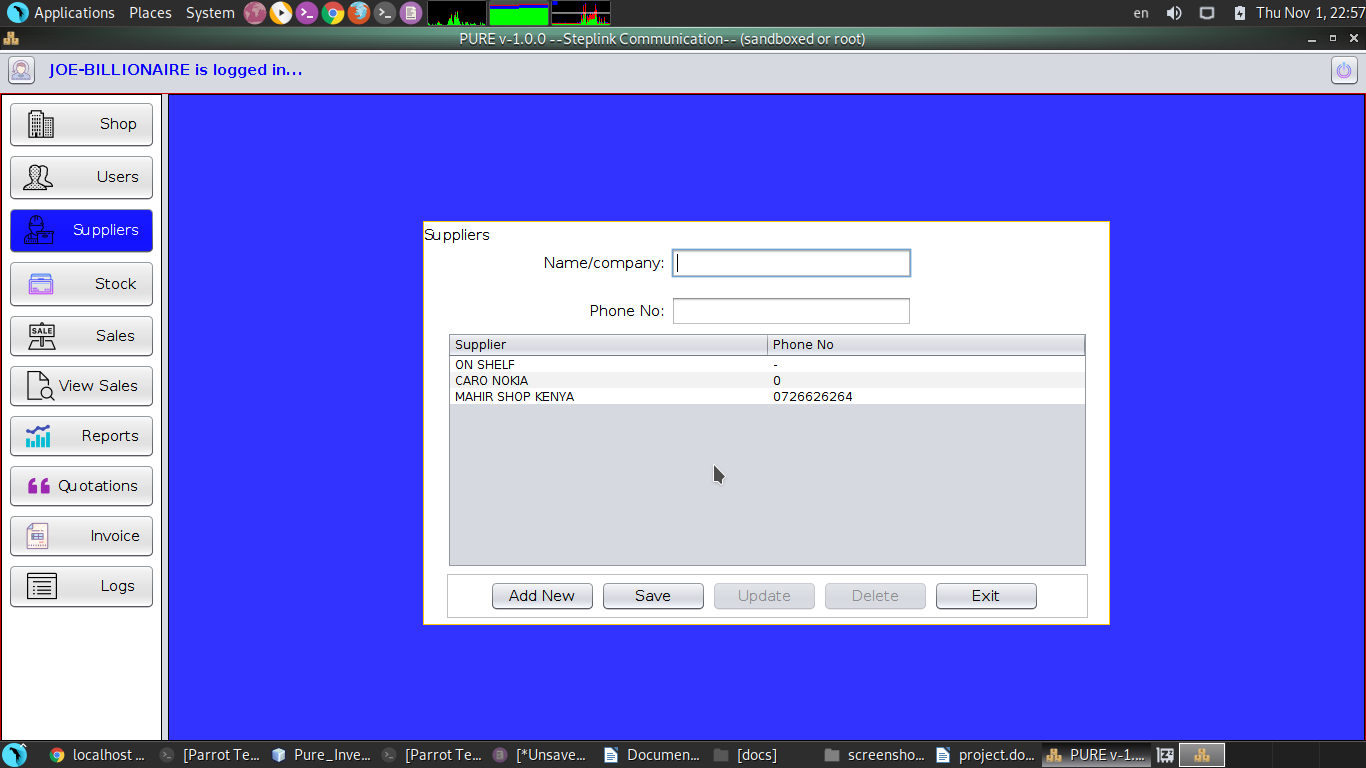 Applications Places System en Thu Nov 1, 22:57
PURE v-1.0.0 --Steplink Communication-- (sandboxed or root)
JOE-BILLIONAIRE is logged in...
Shop
Users
Suppliers
Stock
SALE
Sales
View Sales
Reports
Quotations
Invoice
Logs
Suppliers
Name/company:
Phone No:
Supplier Phone No
ON SHELF -
CARO NOKIA 0
MAHIR SHOP KENYA 0726626264
Add New Save Update Delete Exit
localhost ... [Parrot Te... Pure_Inve... [Parrot Te... [*Unsave... Documen... [docs] screensho... project.do... PURE v-1....